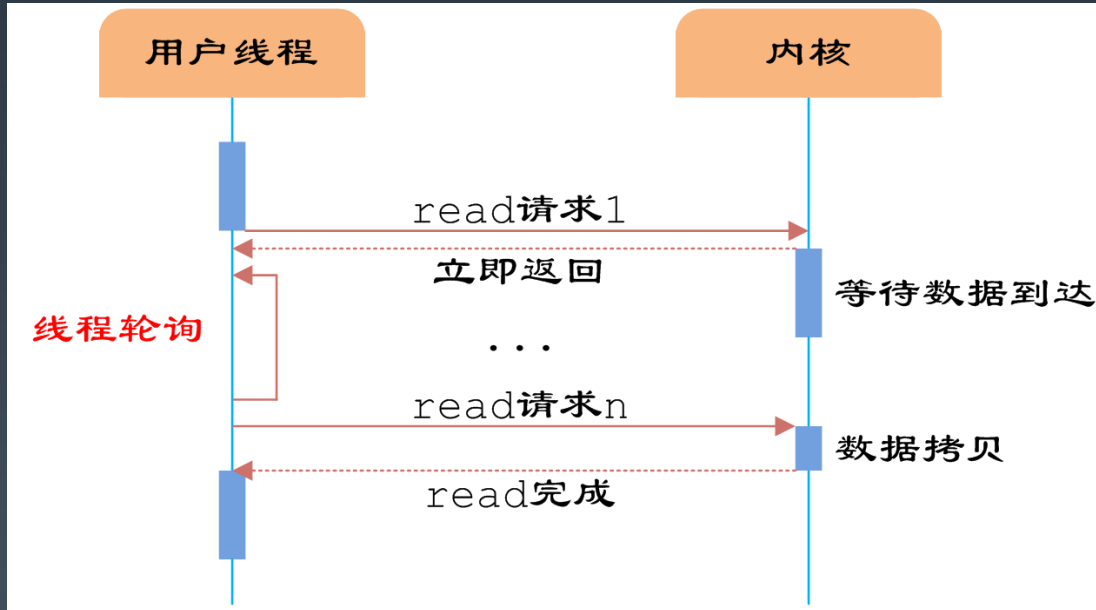 用户线程
内核
read请求1
立即返回
等待数据到达
线程轮询
...
read请求n
数据拷贝
read完成